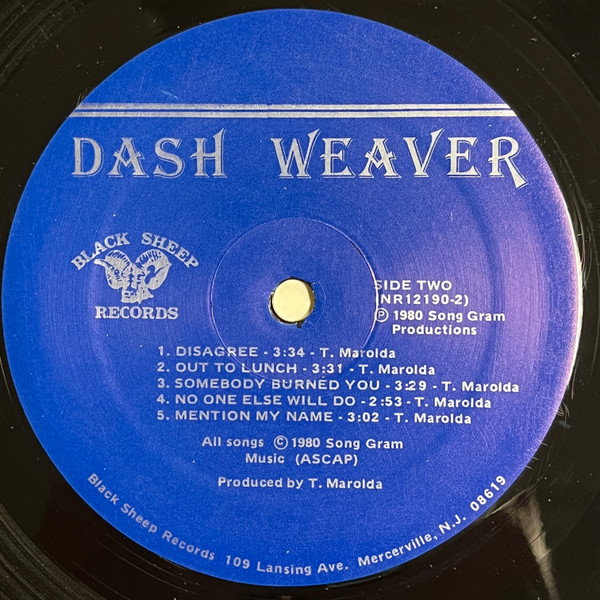 DASH WEAVER
BLACK SHEEP
RECORDS
SIDE TWO
(NR12190-2)
Ⓟ 1980 Song Gram
Productions
1. DISAGREE - 3:34 - T. Marolda
2. OUT TO LUNCH - 3:31 - T. Marolda
3. SOMEBODY BURNED YOU - 3:29 - T. Marolda
4. NO ONE ELSE WILL DO - 2:53 - T. Marolda
5. MENTION MY NAME - 3:02 - T. Marolda
All songs © 1980 Song Gram
Music (ASCAP)
Produced by T. Marolda
Black Sheep Records 109 Lansing Ave. Mercerville, N.J. 08619